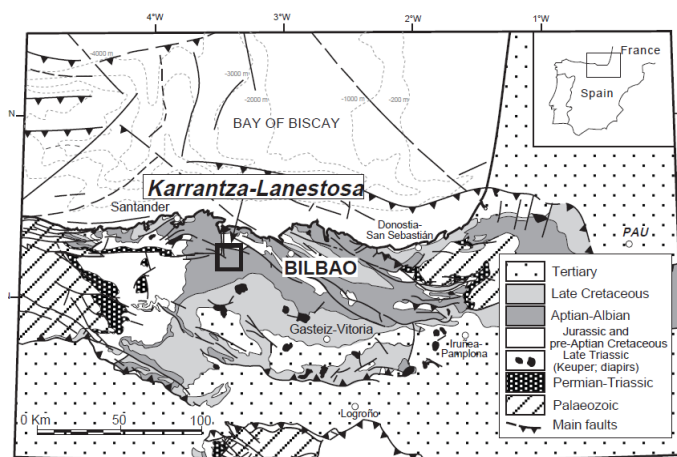 4°W
3°W
2°W
1°W
-4000 m
-3000 m
-2000 m
-1000 m
-200 m
France
Spain
N
BAY OF BISCAY
Karrantza-Lanestosa
Santander
Donostia-
San Sebastián
PAU
BILBAO
Gasteiz-Vitoria
Irunea-
Pamplona
Logroño
0 Km
50
100
Tertiary
Late Cretaceous
Aptian-Albian
Jurassic and
pre-Aptian Cretaceous
Late Triassic
(Keuper; diapirs)
Permian-Triassic
Palaeozoic
Main faults